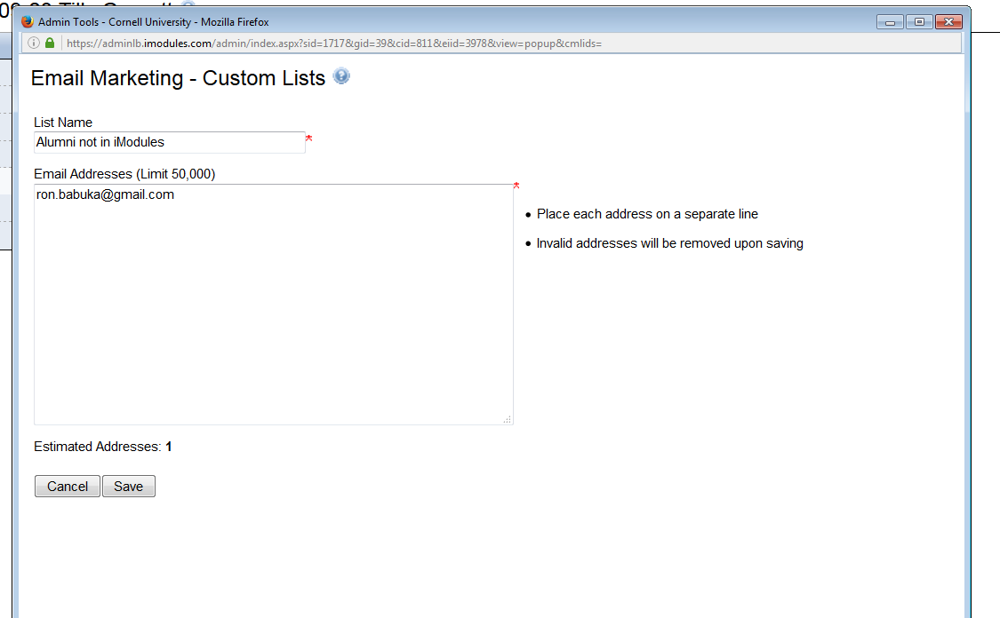 Admin Tools - Cornell University - Mozilla Firefox
https://adminlb.imodules.com/admin/index.aspx?sid=1717&gid=39&cid=811&eiid=3978&view=popup&cmlids=
Email Marketing - Custom Lists
List Name
Alumni not in iModules
*
Email Addresses (Limit 50,000)
*
ron.babuka@gmail.com
• Place each address on a separate line
• Invalid addresses will be removed upon saving
Estimated Addresses: 1
Cancel Save